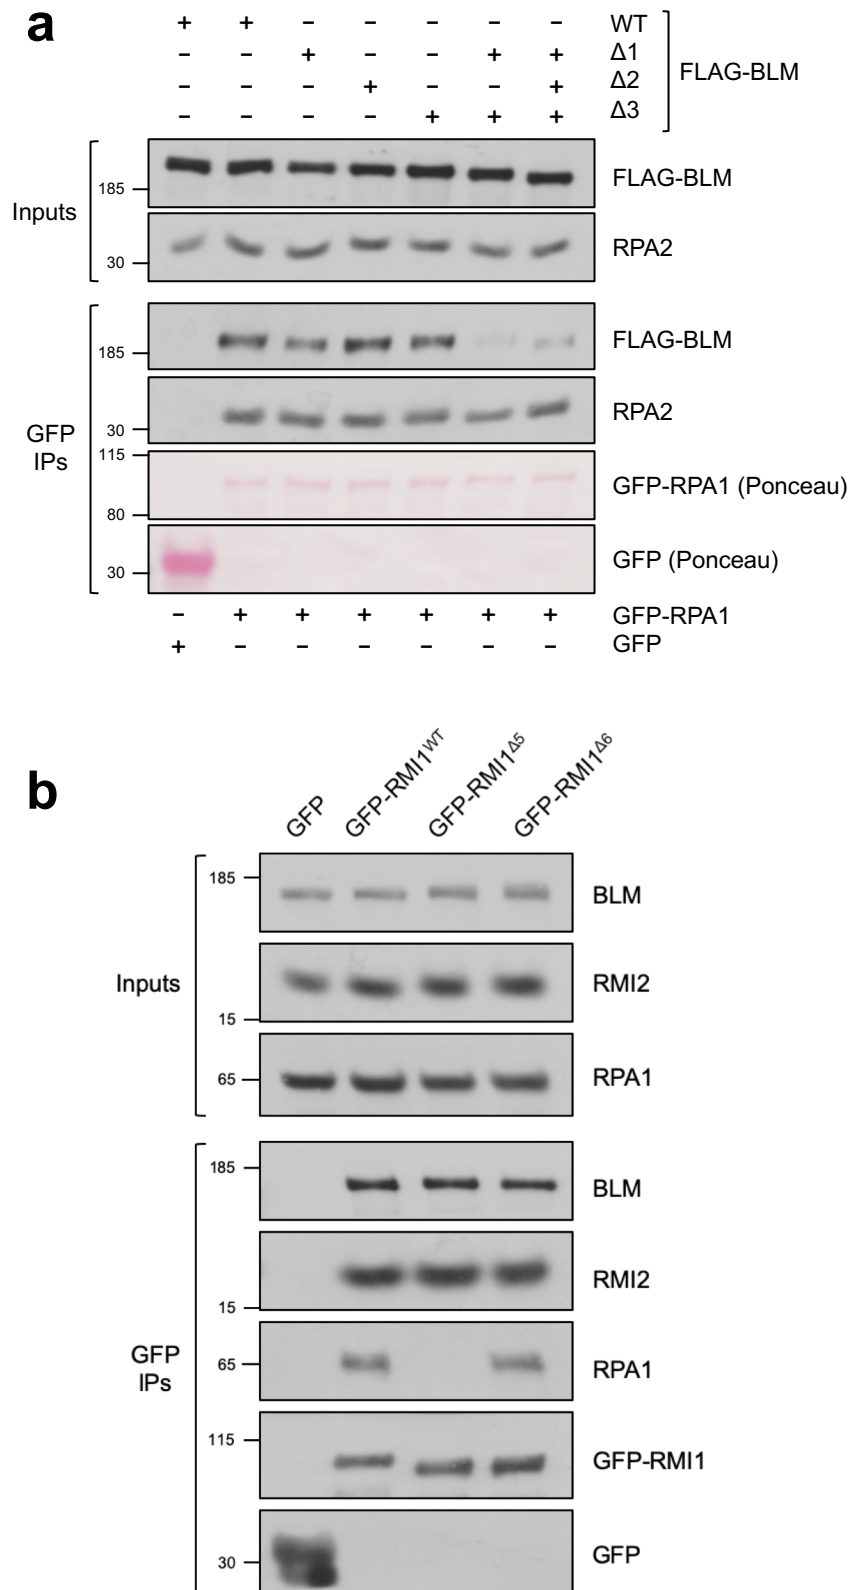 a
+ + – – – – – WT
– – + – – + + Δ1
– – – + – – + Δ2
– – – – + + + Δ3
FLAG-BLM
Inputs
185
FLAG-BLM
30
RPA2
GFP
IPs
185
FLAG-BLM
30
RPA2
115
80
GFP-RPA1 (Ponceau)
30
GFP (Ponceau)
– + + + + + + GFP-RPA1
+ – – – – – – GFP
b
GFP GFP-RMI1WT GFP-RMI1Δ5 GFP-RMI1Δ6
Inputs
185
BLM
RMI2
15
65
RPA1
GFP
IPs
185
BLM
RMI2
15
65
RPA1
115
GFP-RMI1
30
GFP